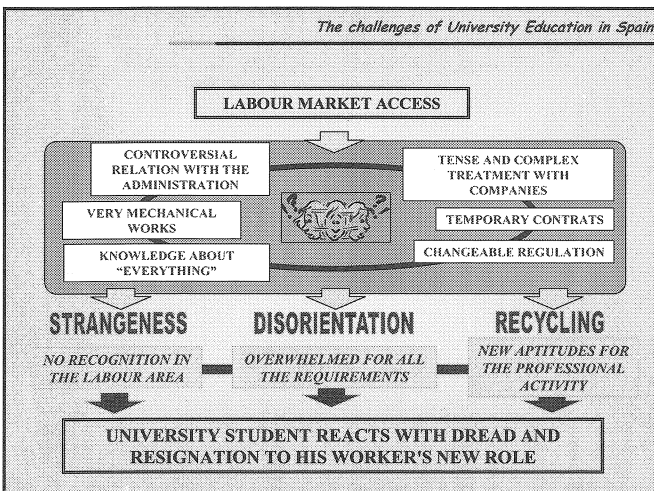 The challenges of University Education in Spain
LABOUR MARKET ACCESS
CONTROVERSIAL
RELATION WITH THE
ADMINISTRATION
VERY MECHANICAL
WORKS
KNOWLEDGE ABOUT
“EVERYTHING”
TENSE AND COMPLEX
TREATMENT WITH
COMPANIES
TEMPORARY CONTRATS
CHANGEABLE REGULATION
STRANGENESS
DISORIENTATION
RECYCLING
NO RECOGNITION IN
THE LABOUR AREA
OVERWHELMED FOR ALL
THE REQUIREMENTS
NEW APTITUDES FOR
THE PROFESSIONAL
ACTIVITY
UNIVERSITY STUDENT REACTS WITH DREAD AND
RESIGNATION TO HIS WORKER'S NEW ROLE